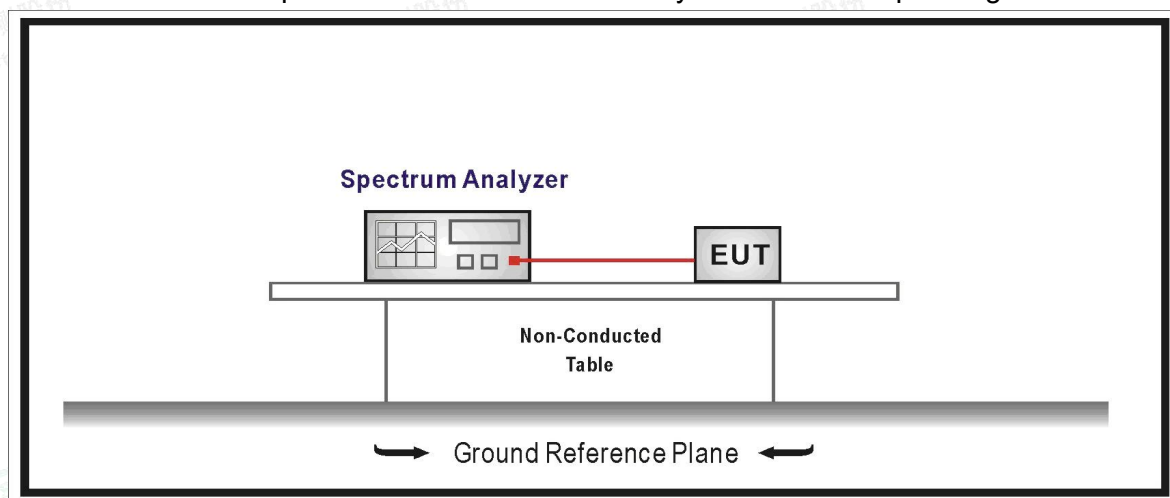 Spectrum Analyzer
EUT
Non-Conducted
Table
Ground Reference Plane